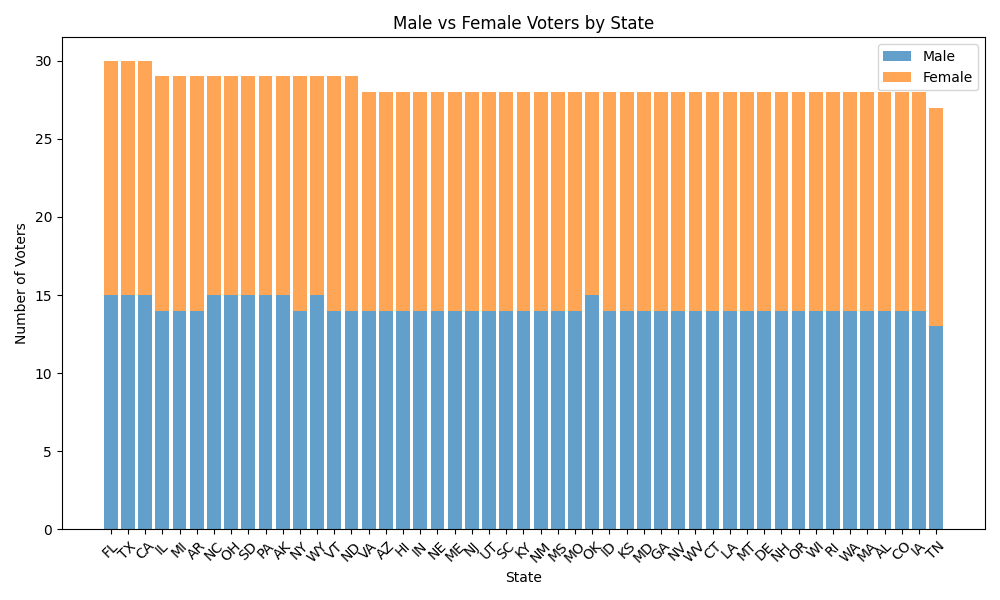 Male vs Female Voters by State
Male
Female
Number of Voters
30
25
20
15
10
5
0
FL TX CA IL MI AR NC OH SD PA AK NY WY VT ND VA AZ HI IN NE ME NJ UT SC KY NM MS MO OK ID KS MD GA NV WV CT LA MT DE NH OR WI RI WA MA AL CO IA TN
State